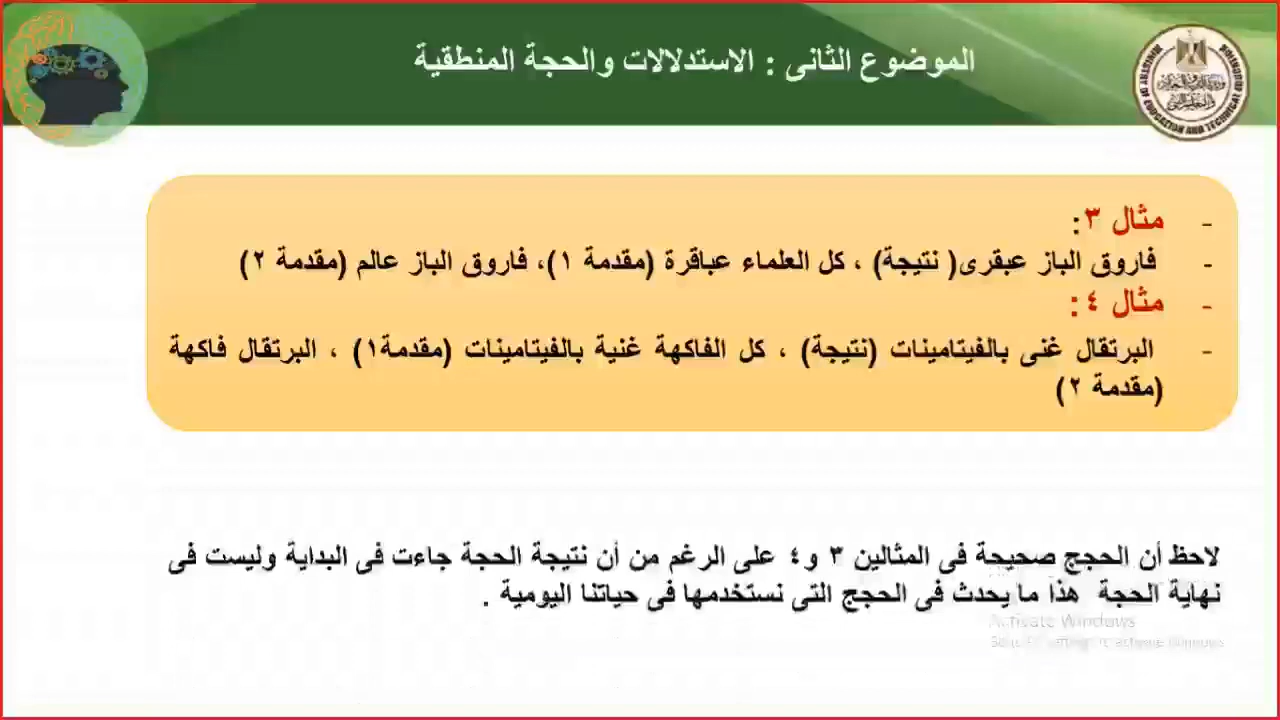 الموضوع الثانى : الاستدلالات والحجة المنطقية
- مثال ٣:
- فاروق الباز عبقرى( نتيجة) ، كل العلماء عباقرة (مقدمة ١)، فاروق الباز عالم (مقدمة ٢)
- مثال ٤:
- البرتقال غنى بالفيتامينات (نتيجة) ، كل الفاكهة غنية بالفيتامينات (مقدمة١) ، البرتقال فاكهة
(مقدمة ٢)
لاحظ أن الحجج صحيحة فى المثالين ٣ و٤ على الرغم من أن نتيجة الحجة جاءت فى البداية وليست فى
نهاية الحجة هذا ما يحدث فى الحجج التى نستخدمها فى حياتنا اليومية .
Activate Windows